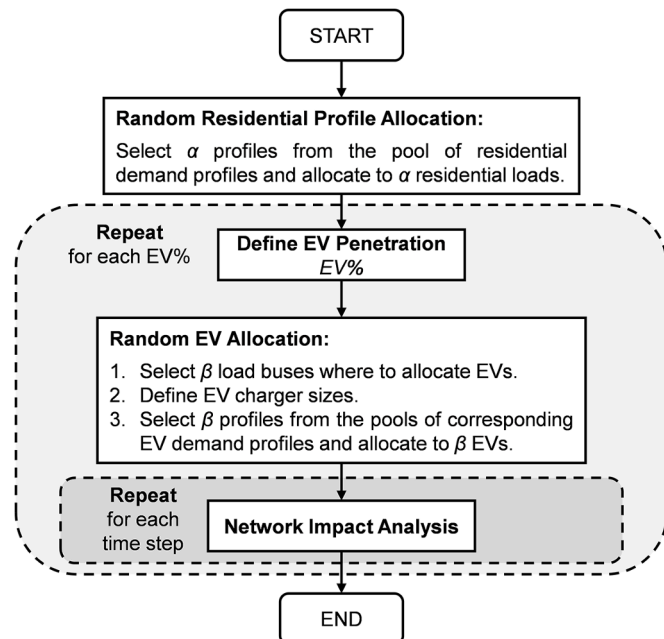 START
Random Residential Profile Allocation:
Select α profiles from the pool of residential
demand profiles and allocate to α residential loads.
Repeat
for each EV%
Define EV Penetration
EV%
Random EV Allocation:
1. Select β load buses where to allocate EVs.
2. Define EV charger sizes.
3. Select β profiles from the pools of corresponding
EV demand profiles and allocate to β EVs.
Repeat
for each
time step
Network Impact Analysis
END